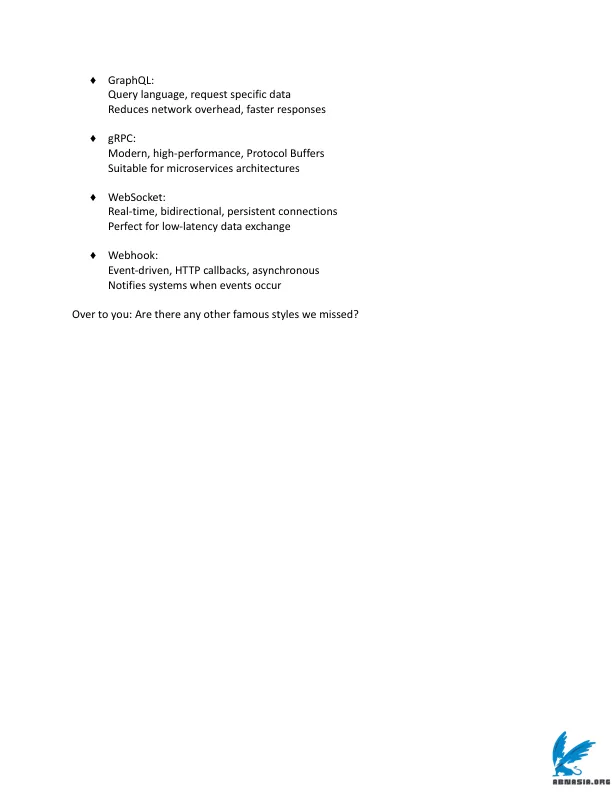 ♦ GraphQL:
Query language, request specific data
Reduces network overhead, faster responses
♦ gRPC:
Modern, high-performance, Protocol Buffers
Suitable for microservices architectures
♦ WebSocket:
Real-time, bidirectional, persistent connections
Perfect for low-latency data exchange
♦ Webhook:
Event-driven, HTTP callbacks, asynchronous
Notifies systems when events occur
Over to you: Are there any other famous styles we missed?
ABNASIA.ORG